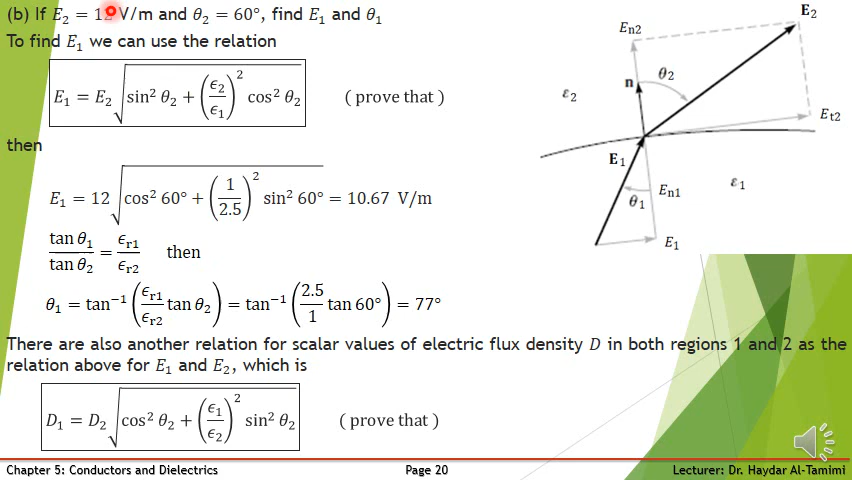 (b) If E₂ = 12 V/m and θ₂ = 60°, find E₁ and θ₁
To find E₁ we can use the relation
E₁ = E₂ √(sin² θ₂ + (ϵ₂/ϵ₁)² cos² θ₂) ( prove that )
then
E₁ = 12 √(cos² 60° + (1/2.5)² sin² 60°) = 10.67 V/m
tan θ₁/tan θ₂ = ϵr1/ϵr2 then
θ₁ = tan⁻¹(ϵr1/ϵr2 tan θ₂) = tan⁻¹(2.5/1 tan 60°) = 77°
There are also another relation for scalar values of electric flux density D in both regions 1 and 2 as the
relation above for E₁ and E₂, which is
D₁ = D₂ √(cos² θ₂ + (ϵ₁/ϵ₂)² sin² θ₂) ( prove that )
E₂
En2
θ₂
n
ε₂
Et2
E₁
En1
ε₁
θ₁
E₁
Chapter 5: Conductors and Dielectrics Page 20 Lecturer: Dr. Haydar Al-Tamimi